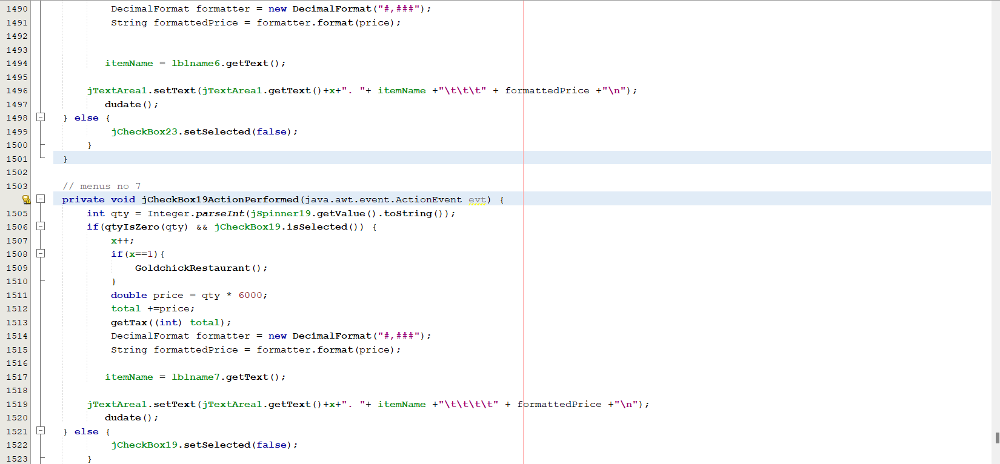 1490 DecimalFormat formatter = new DecimalFormat("#,###");
1491 String formattedPrice = formatter.format(price);
1492
1493
1494 itemName = lblname6.getText();
1495
1496 jTextArea1.setText(jTextArea1.getText()+x+". "+ itemName +"\t\t\t" + formattedPrice +"\n");
1497 dudate();
1498 } else {
1499 jCheckBox23.setSelected(false);
1500 }
1501 }
1502
1503 // menus no 7
private void jCheckBox19ActionPerformed(java.awt.event.ActionEvent evt) {
1505 int qty = Integer.parseInt(jSpinner19.getValue().toString());
1506 if(qtyIsZero(qty) && jCheckBox19.isSelected()) {
1507 x++;
1508 if(x==1){
1509 GoldchickRestaurant();
1510 }
1511 double price = qty * 6000;
1512 total +=price;
1513 getTax((int) total);
1514 DecimalFormat formatter = new DecimalFormat("#,###");
1515 String formattedPrice = formatter.format(price);
1516
1517 itemName = lblname7.getText();
1518
1519 jTextArea1.setText(jTextArea1.getText()+x+". "+ itemName +"\t\t\t\t" + formattedPrice +"\n");
1520 dudate();
1521 } else {
1522 jCheckBox19.setSelected(false);
1523 }